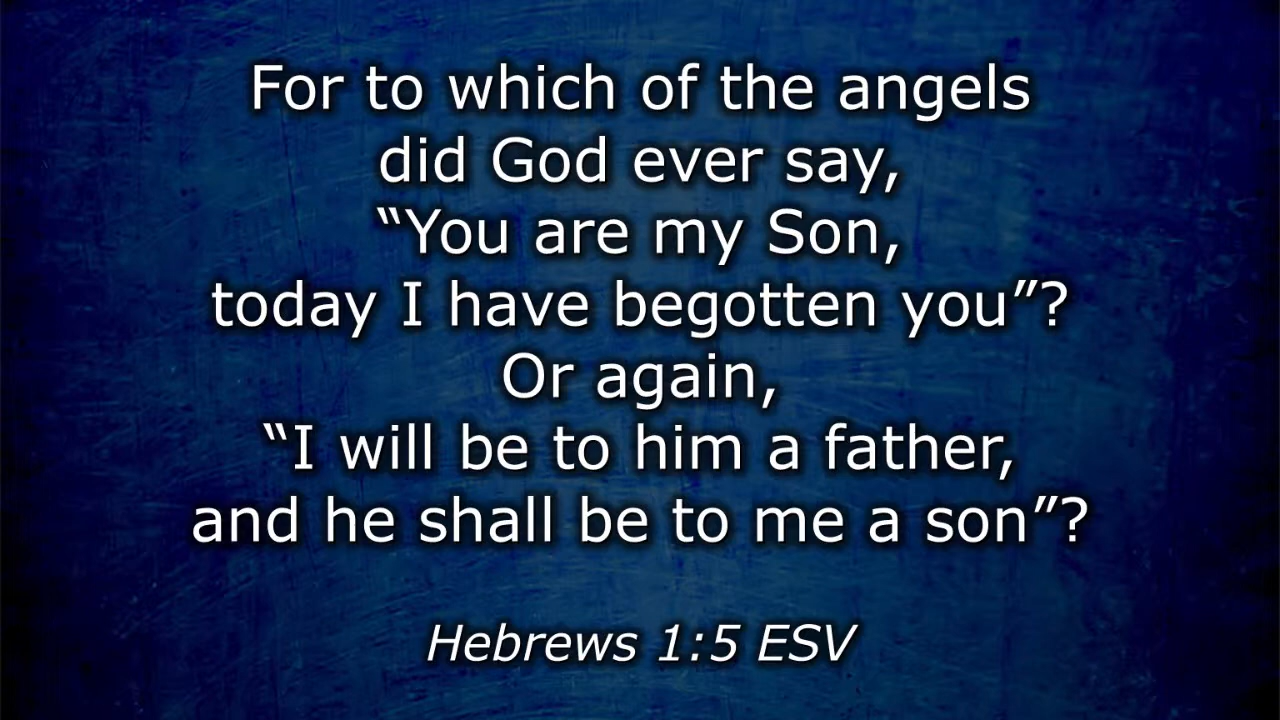 For to which of the angels
did God ever say,
“You are my Son,
today I have begotten you”?
Or again,
“I will be to him a father,
and he shall be to me a son”?
Hebrews 1:5 ESV